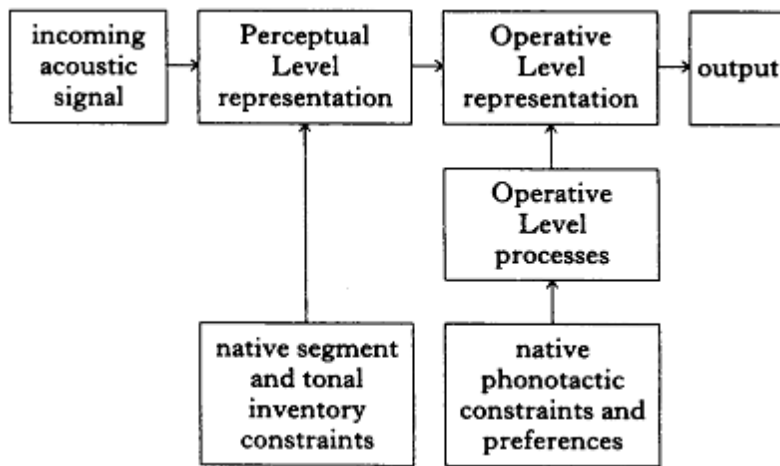 incoming
acoustic
signal
Perceptual
Level
representation
Operative
Level
representation
output
Operative
Level
processes
native segment
and tonal
inventory
constraints
native
phonotactic
constraints and
preferences